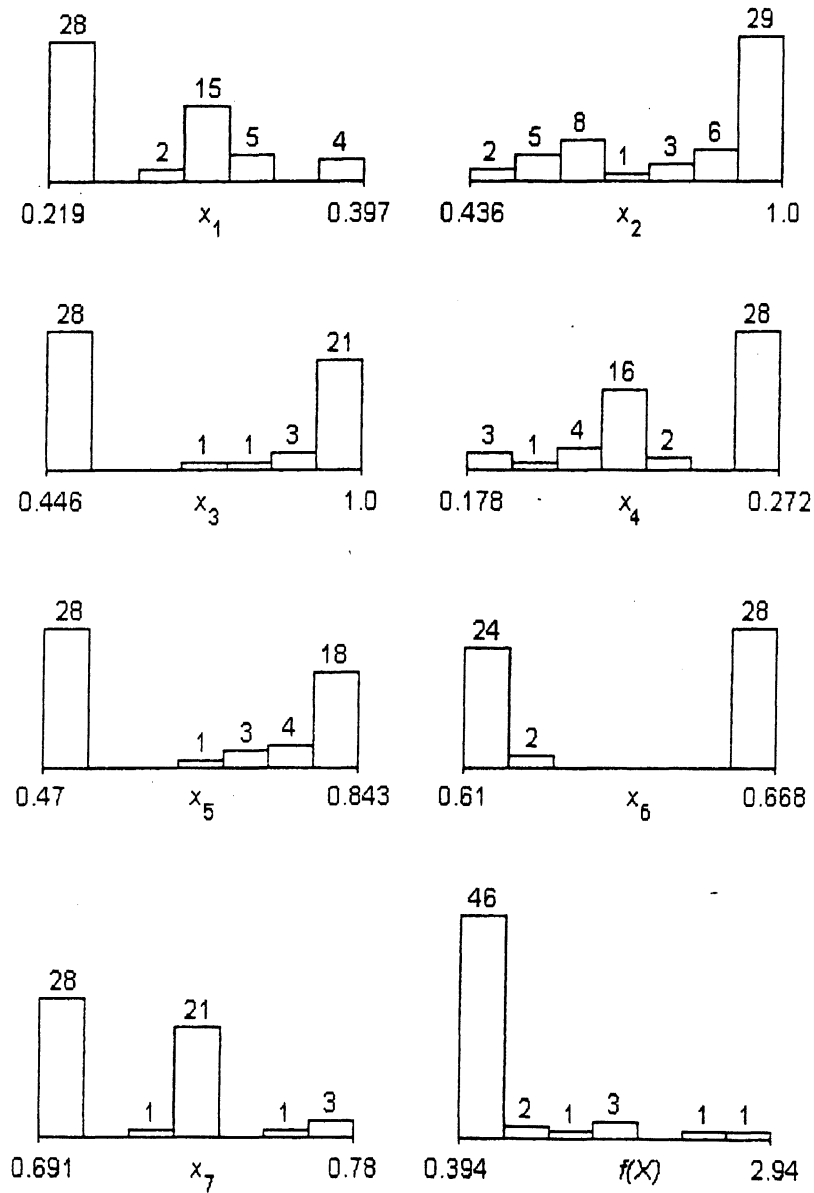 28 2 15 5 4
0.219 x1 0.397
2 5 8 1 3 6 29
0.436 x2 1.0
28 1 1 3 21
0.446 x3 1.0
3 1 4 16 2 28
0.178 x4 0.272
28 1 3 4 18
0.47 x5 0.843
24 2 28
0.61 x6 0.668
28 1 21 1 3
0.691 x7 0.78
46 2 1 3 1 1
0.394 f(X) 2.94